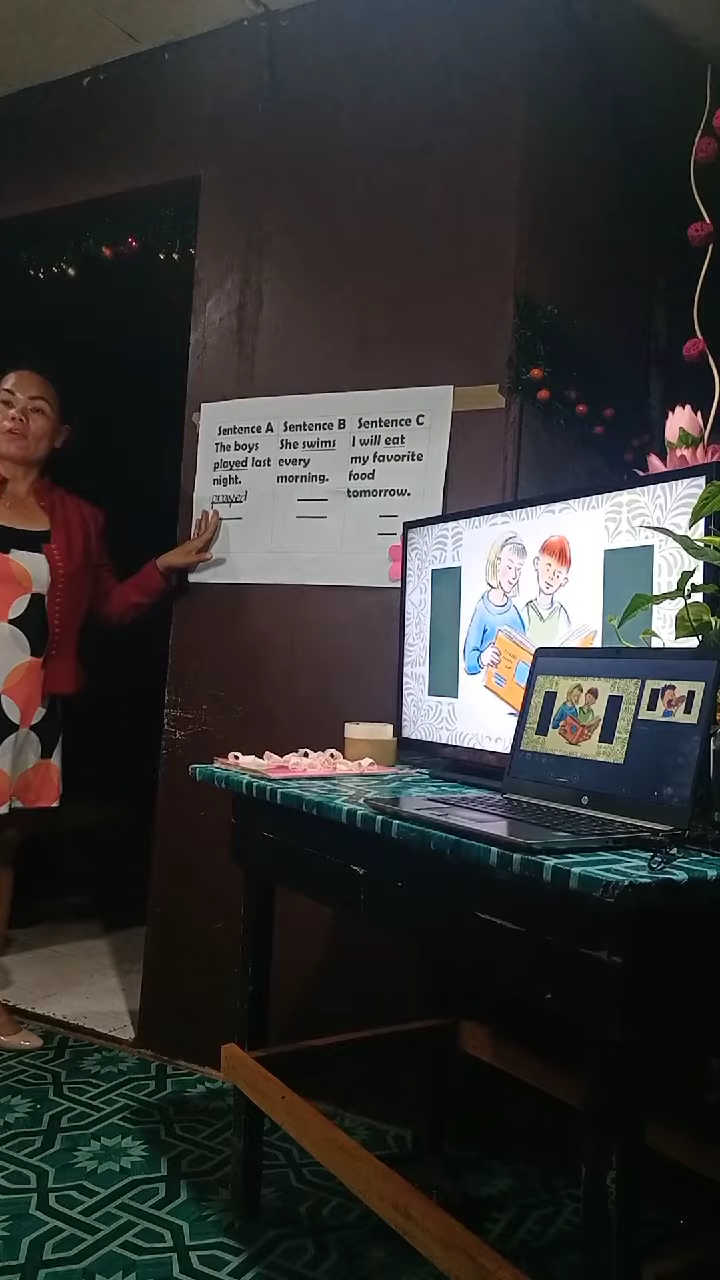 Sentence A
The boys
played last
night.
prayed
Sentence B
She swims
every
morning.
Sentence C
I will eat
my favorite
food
tomorrow.
hp